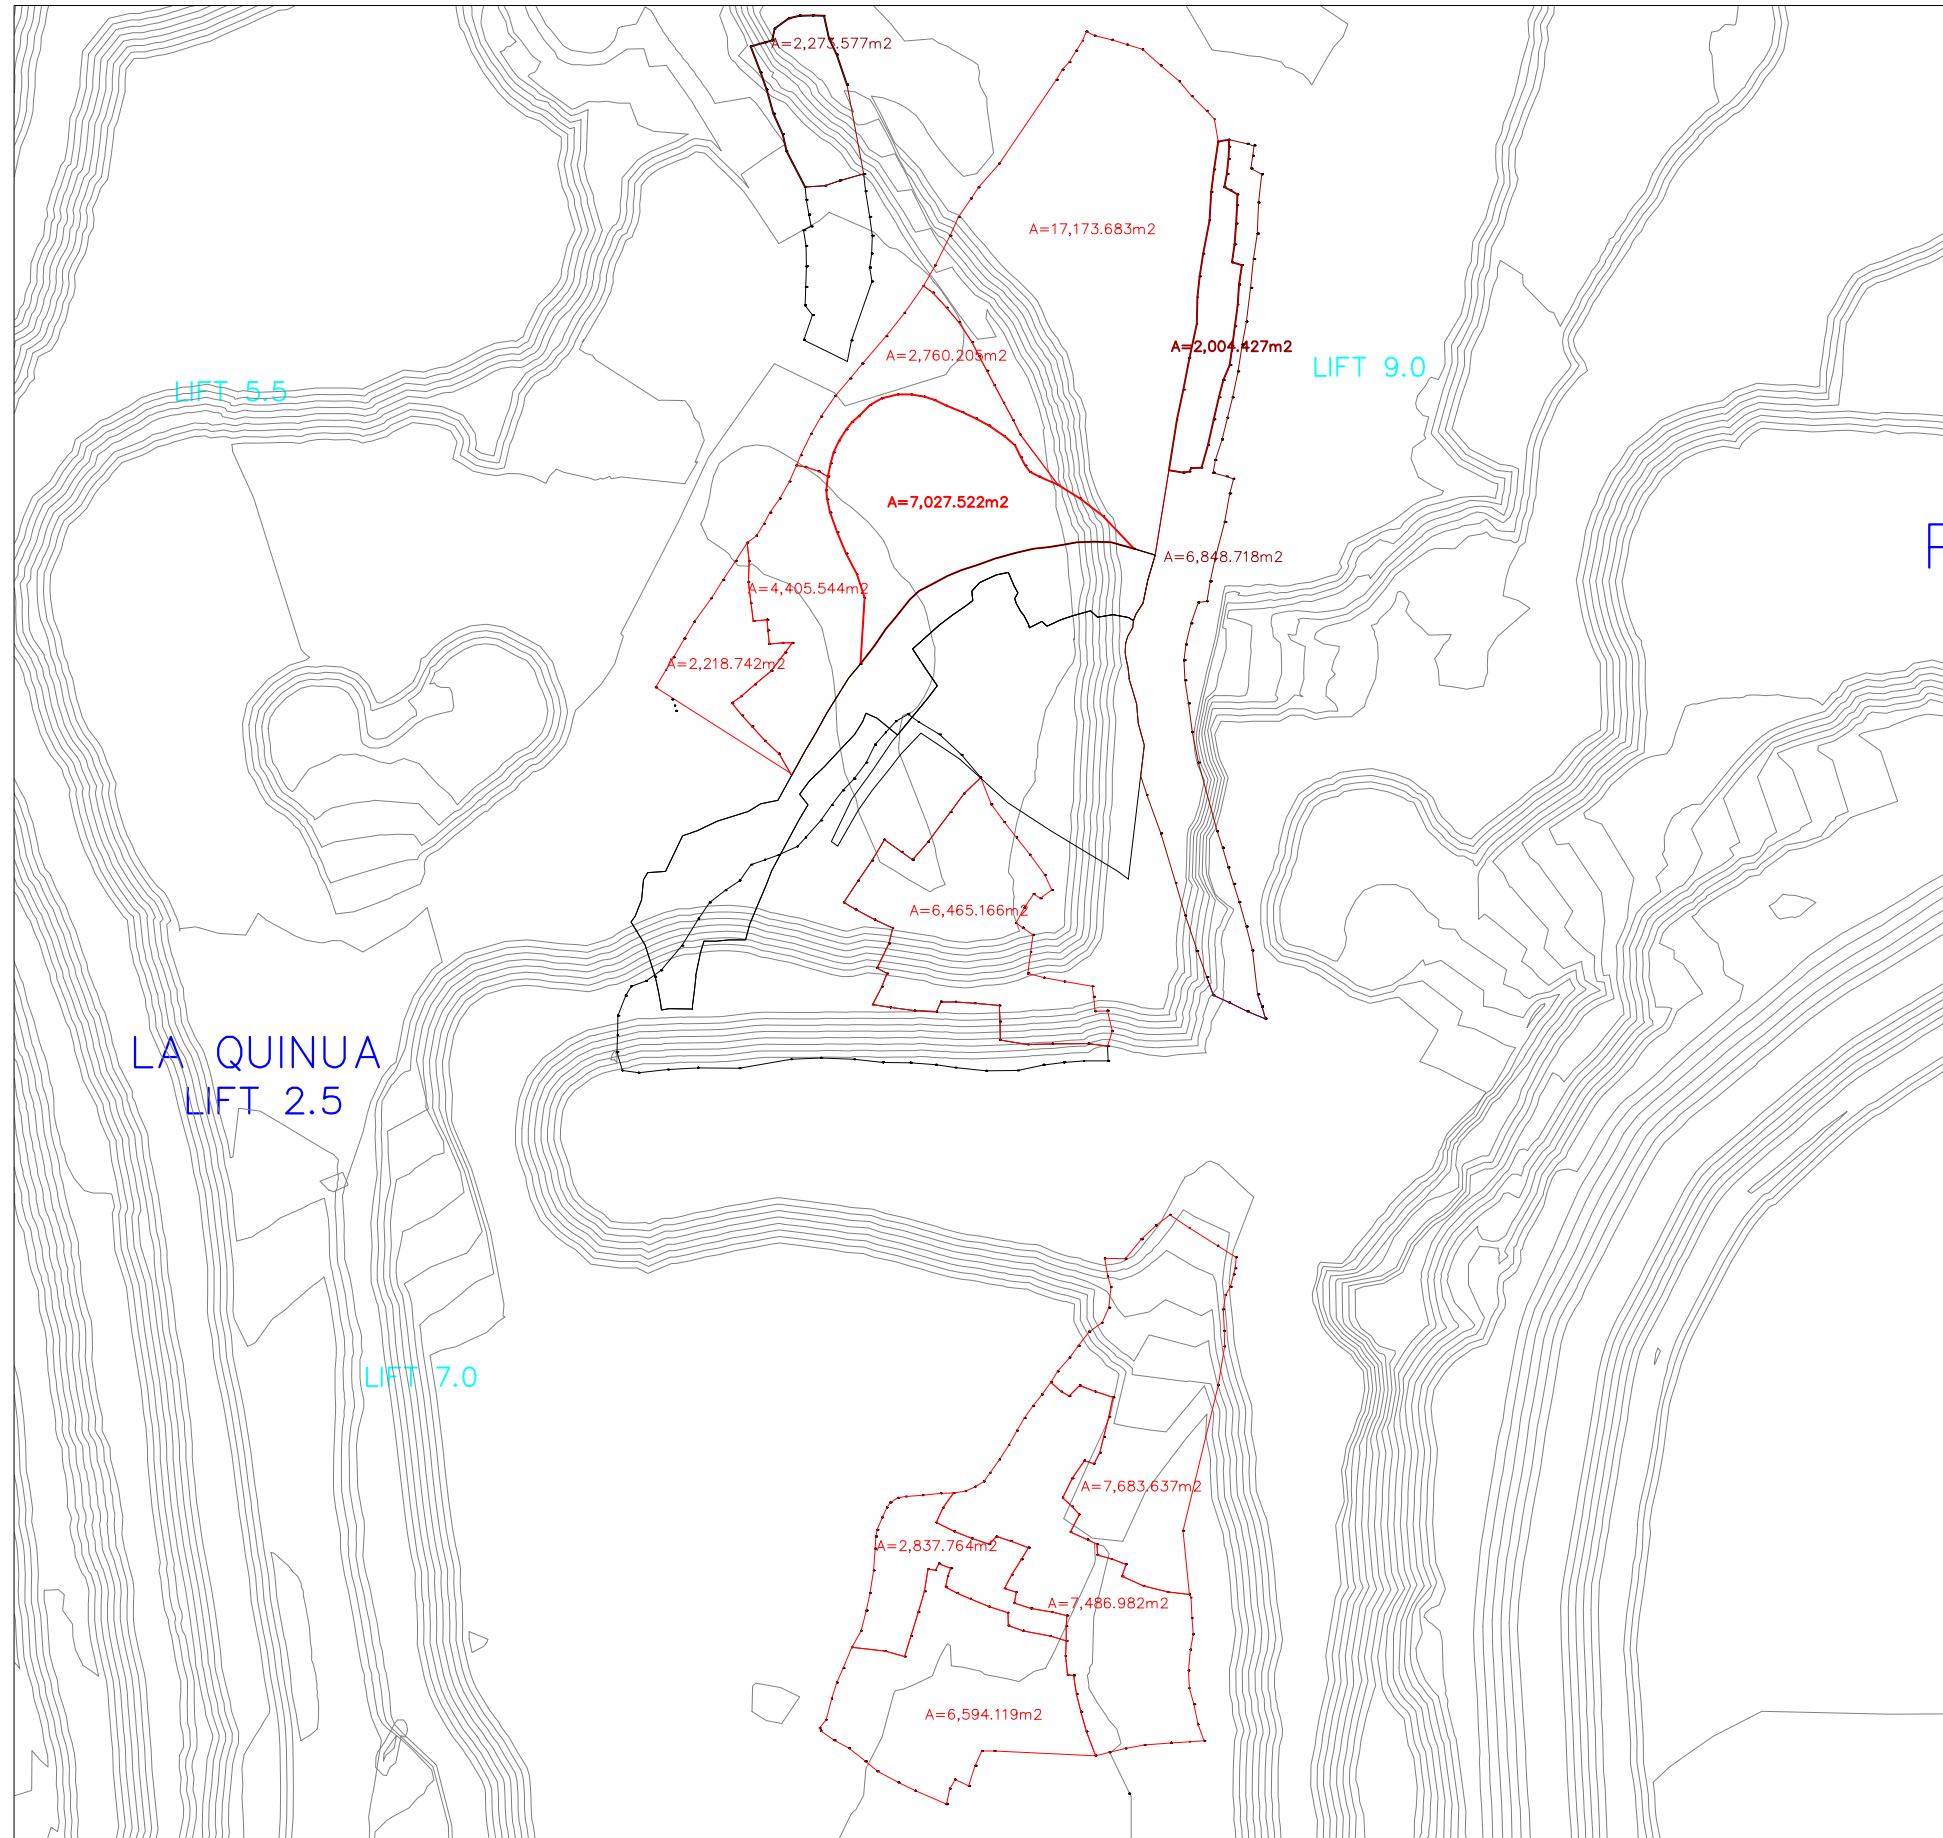 A=2,273.577m2
A=17,173.683m2
A=2,004.427m2
A=2,760.205m2
LIFT 9.0
LIFT 5.5
A=7,027.522m2
A=6,848.718m2
A=4,405.544m2
A=2,218.742m2
A=6,465.166m2
LA QUINUA
LIFT 2.5
LIFT 7.0
A=7,683.637m2
A=2,837.764m2
A=7,486.982m2
A=6,594.119m2